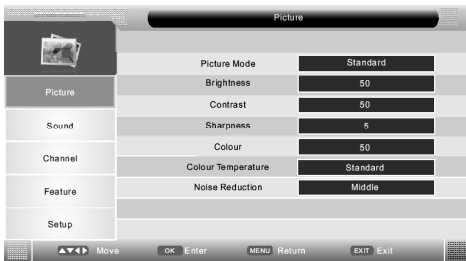 Picture
Picture Mode Standard
Brightness 50
Contrast 50
Sharpness 5
Colour 50
Colour Temperature Standard
Noise Reduction Middle
Picture
Sound
Channel
Feature
Setup
Move OK Enter MENU Return EXIT Exit